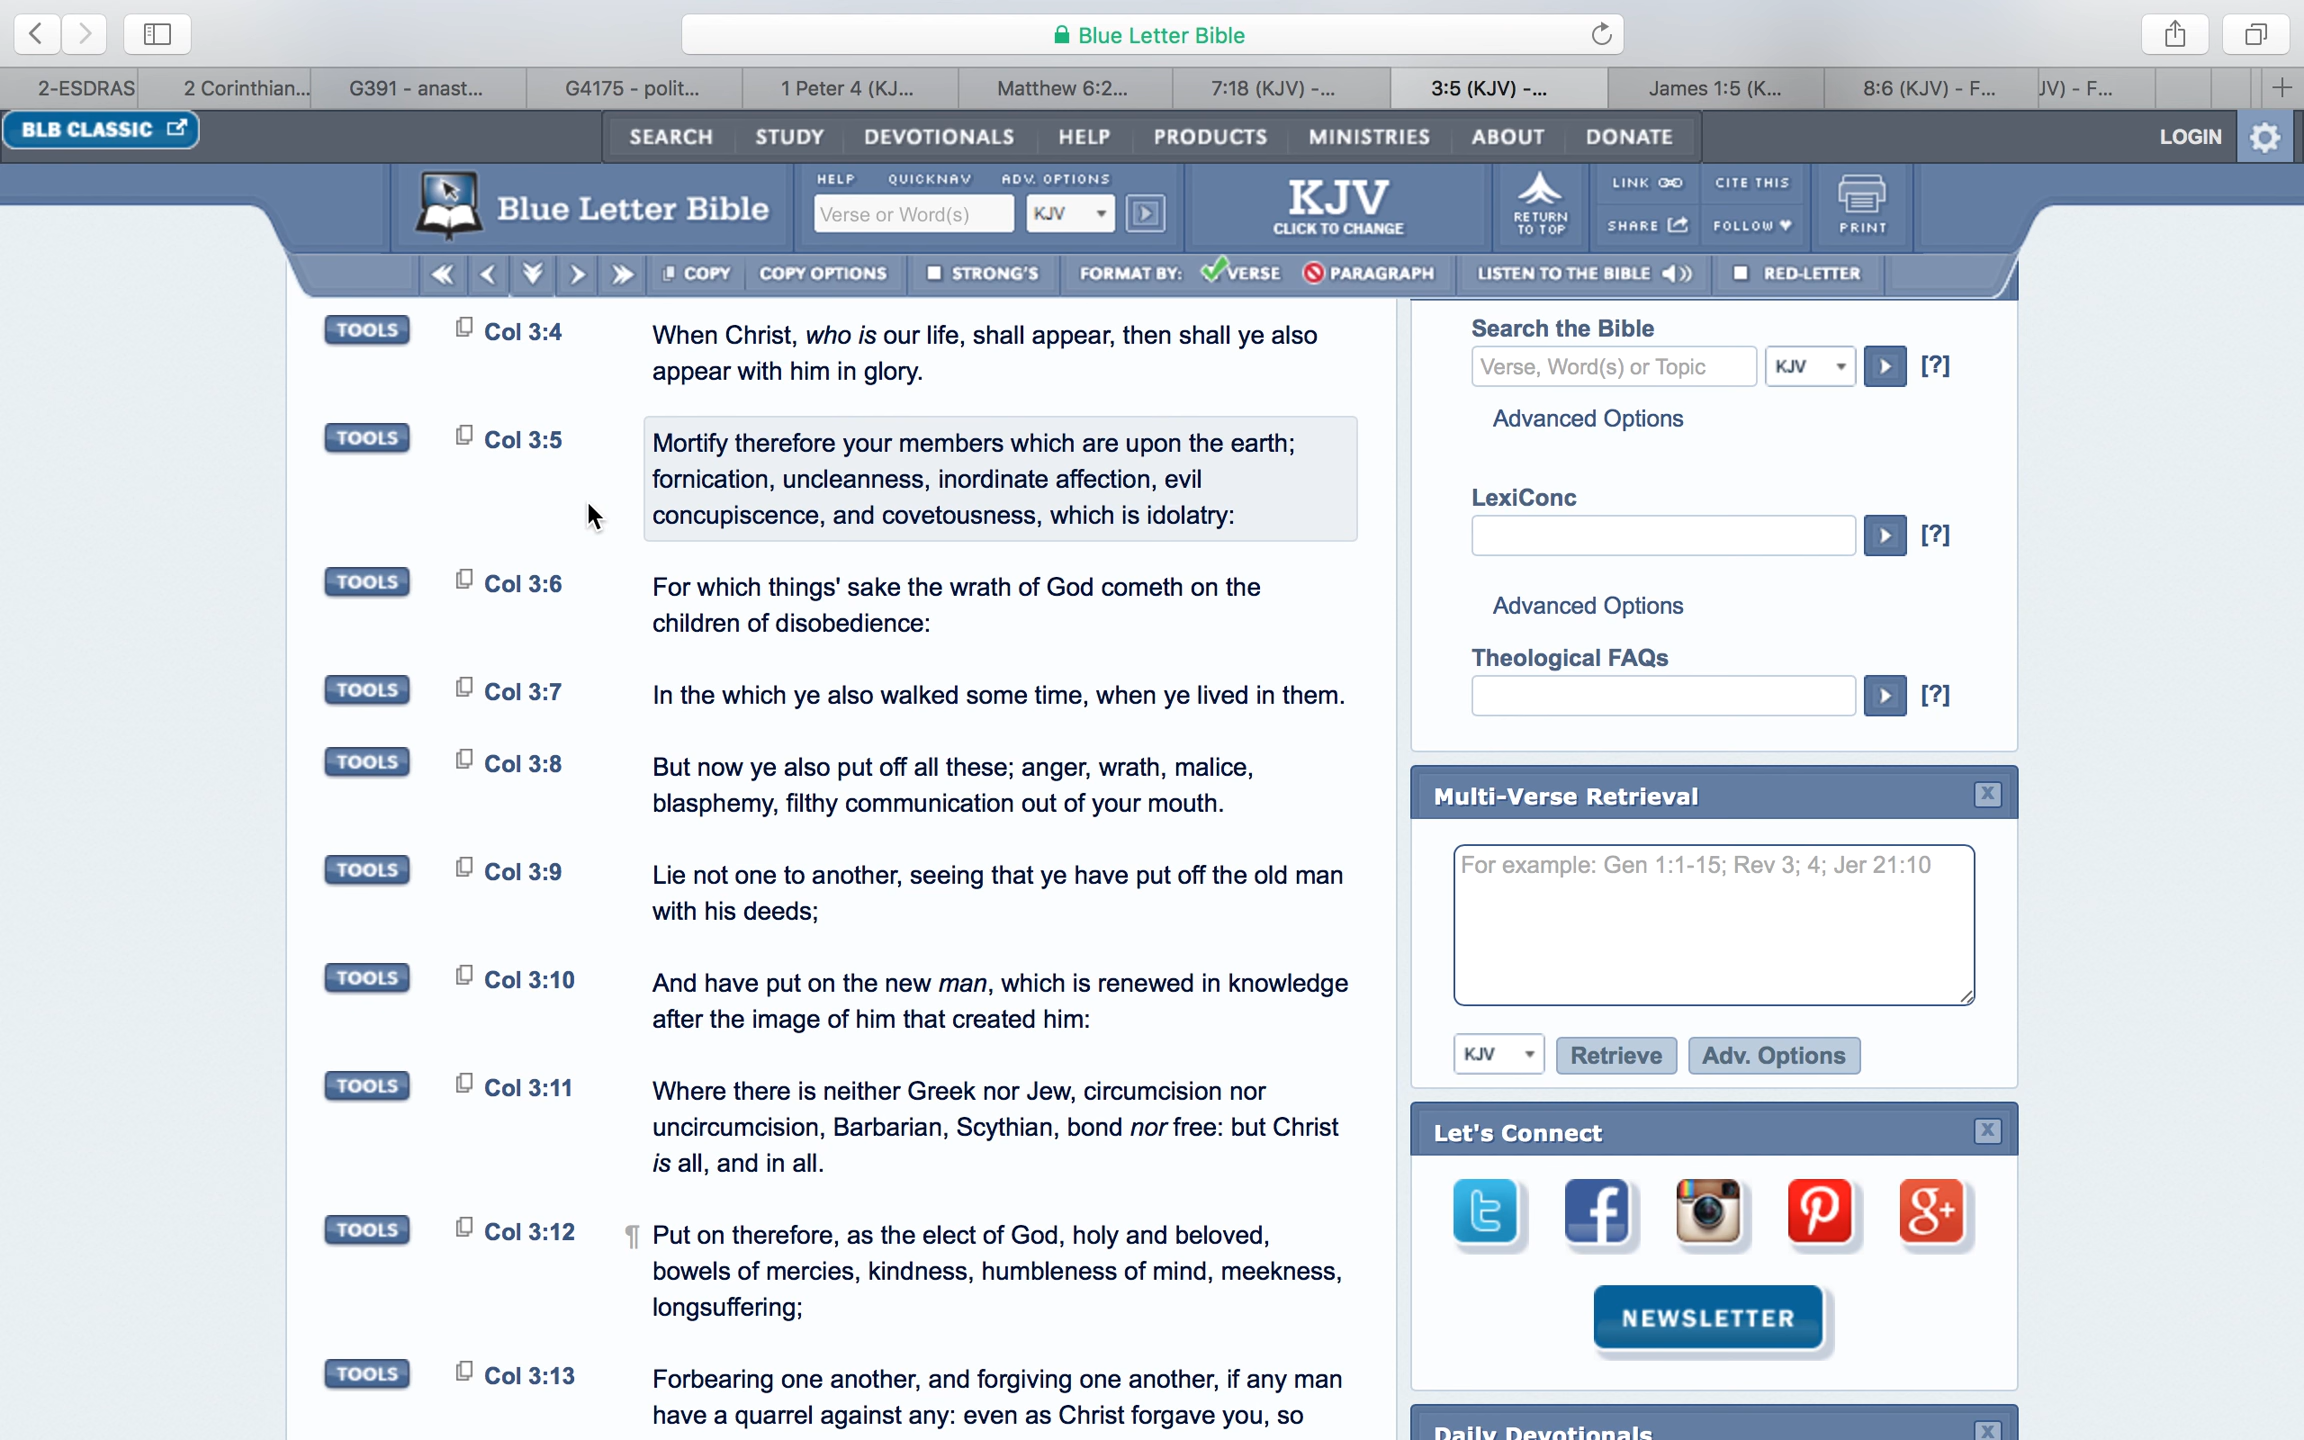 Blue Letter Bible
2-ESDRAS
2 Corinthian...
G391 - anast...
G4175 - polit...
1 Peter 4 (KJ...
Matthew 6:2...
7:18 (KJV) -...
3:5 (KJV) -...
James 1:5 (K...
8:6 (KJV) - F...
JV) - F...
BLB CLASSIC
SEARCH
STUDY
DEVOTIONALS
HELP
PRODUCTS
MINISTRIES
ABOUT
DONATE
LOGIN
Blue Letter Bible
HELP
QUICKNAV
ADV. OPTIONS
Verse or Word(s)
KJV
KJV
CLICK TO CHANGE
RETURN
TO TOP
LINK
CITE THIS
SHARE
FOLLOW
PRINT
COPY
COPY OPTIONS
STRONG'S
FORMAT BY:
VERSE
PARAGRAPH
LISTEN TO THE BIBLE
RED-LETTER
TOOLS
Col 3:4
When Christ, who is our life, shall appear, then shall ye also
appear with him in glory.
TOOLS
Col 3:5
Mortify therefore your members which are upon the earth;
fornication, uncleanness, inordinate affection, evil
concupiscence, and covetousness, which is idolatry:
TOOLS
Col 3:6
For which things' sake the wrath of God cometh on the
children of disobedience:
TOOLS
Col 3:7
In the which ye also walked some time, when ye lived in them.
TOOLS
Col 3:8
But now ye also put off all these; anger, wrath, malice,
blasphemy, filthy communication out of your mouth.
TOOLS
Col 3:9
Lie not one to another, seeing that ye have put off the old man
with his deeds;
TOOLS
Col 3:10
And have put on the new man, which is renewed in knowledge
after the image of him that created him:
TOOLS
Col 3:11
Where there is neither Greek nor Jew, circumcision nor
uncircumcision, Barbarian, Scythian, bond nor free: but Christ
is all, and in all.
TOOLS
Col 3:12
¶ Put on therefore, as the elect of God, holy and beloved,
bowels of mercies, kindness, humbleness of mind, meekness,
longsuffering;
TOOLS
Col 3:13
Forbearing one another, and forgiving one another, if any man
have a quarrel against any: even as Christ forgave you, so
Search the Bible
Verse, Word(s) or Topic
KJV
[?]
Advanced Options
LexiConc
[?]
Advanced Options
Theological FAQs
[?]
Multi-Verse Retrieval
X
For example: Gen 1:1-15; Rev 3; 4; Jer 21:10
KJV
Retrieve
Adv. Options
Let's Connect
X
NEWSLETTER
Daily Devotionals
X